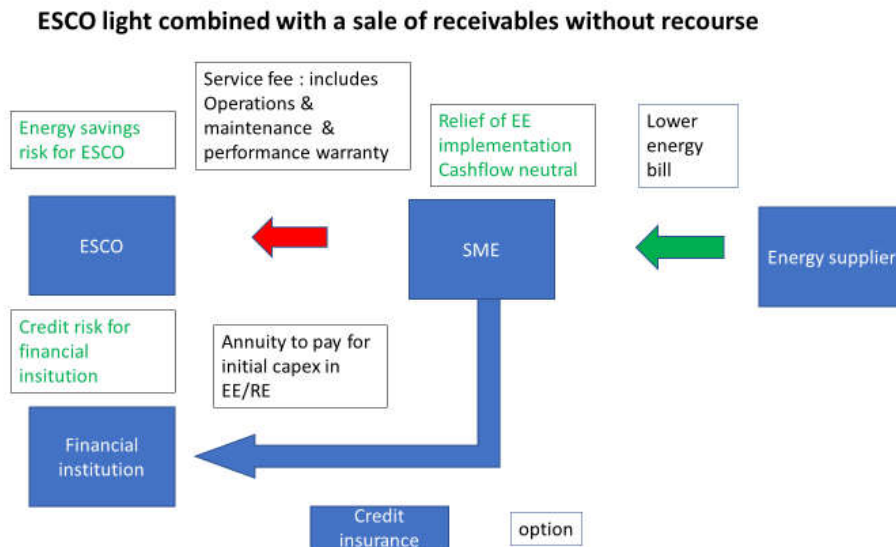 ESCO light combined with a sale of receivables without recourse
Service fee : includes
Operations &
maintenance &
performance warranty
Energy savings
risk for ESCO
Relief of EE
implementation
Cashflow neutral
Lower
energy
bill
ESCO
SME
Energy supplier
Credit risk for
financial
insitution
Annuity to pay for
initial capex in
EE/RE
Financial
institution
Credit
insurance
option